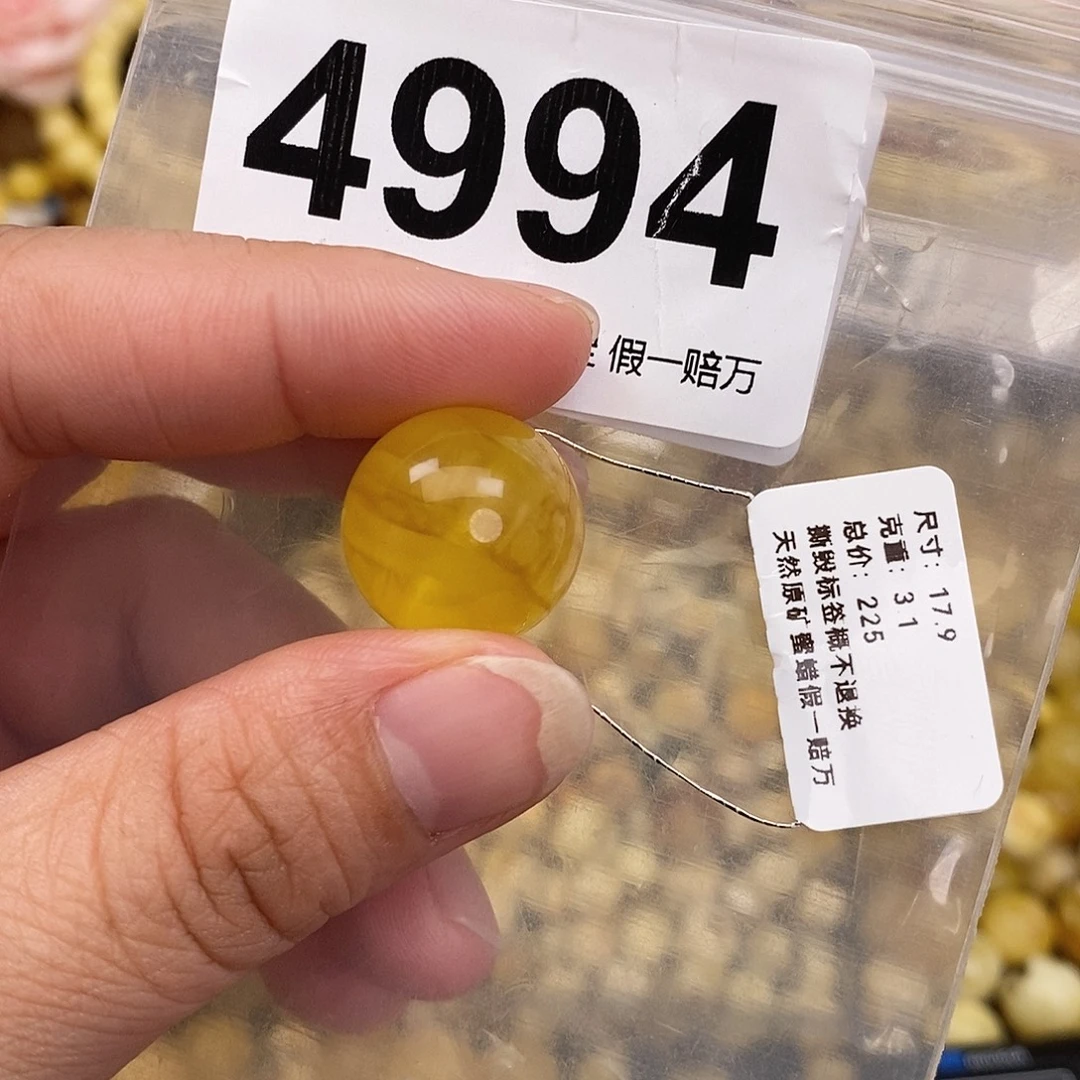 4994
假一赔万
尺寸: 17.9
克重: 3.1
总价: 225
撕毁标签概不退换
天然原矿蜜蜡假一赔万